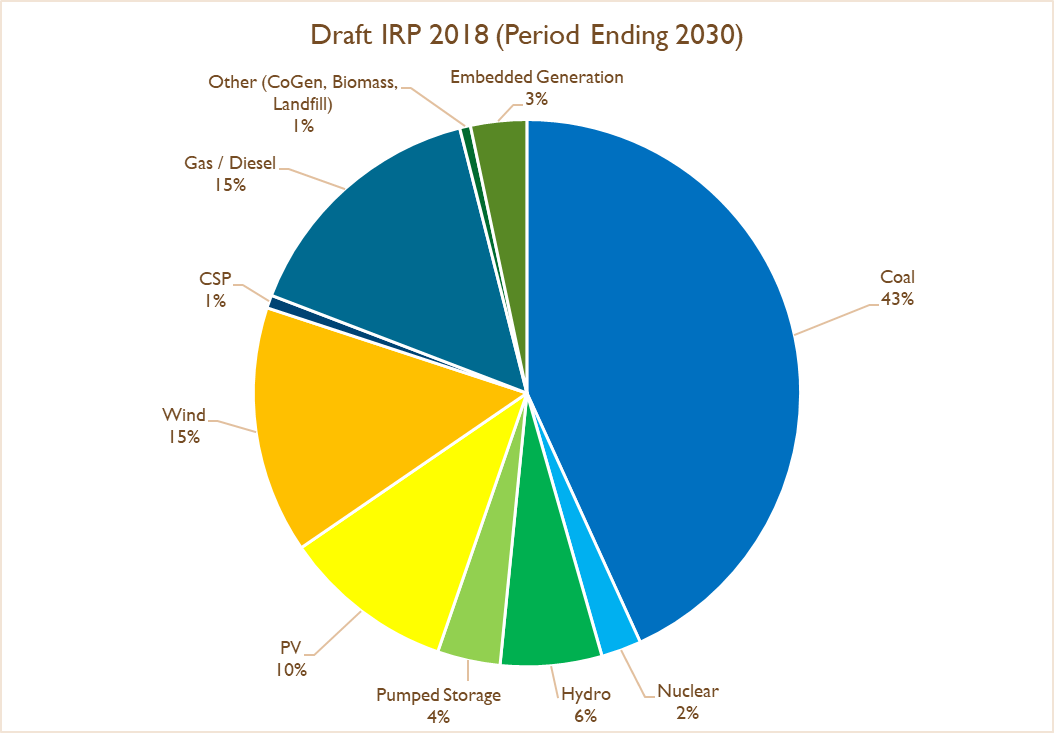 Draft IRP 2018 (Period Ending 2030)
Other (CoGen, Biomass,
Landfill)
1%
Embedded Generation
3%
Gas / Diesel
15%
CSP
1%
Coal
43%
Wind
15%
PV
10%
Pumped Storage
4%
Hydro
6%
Nuclear
2%